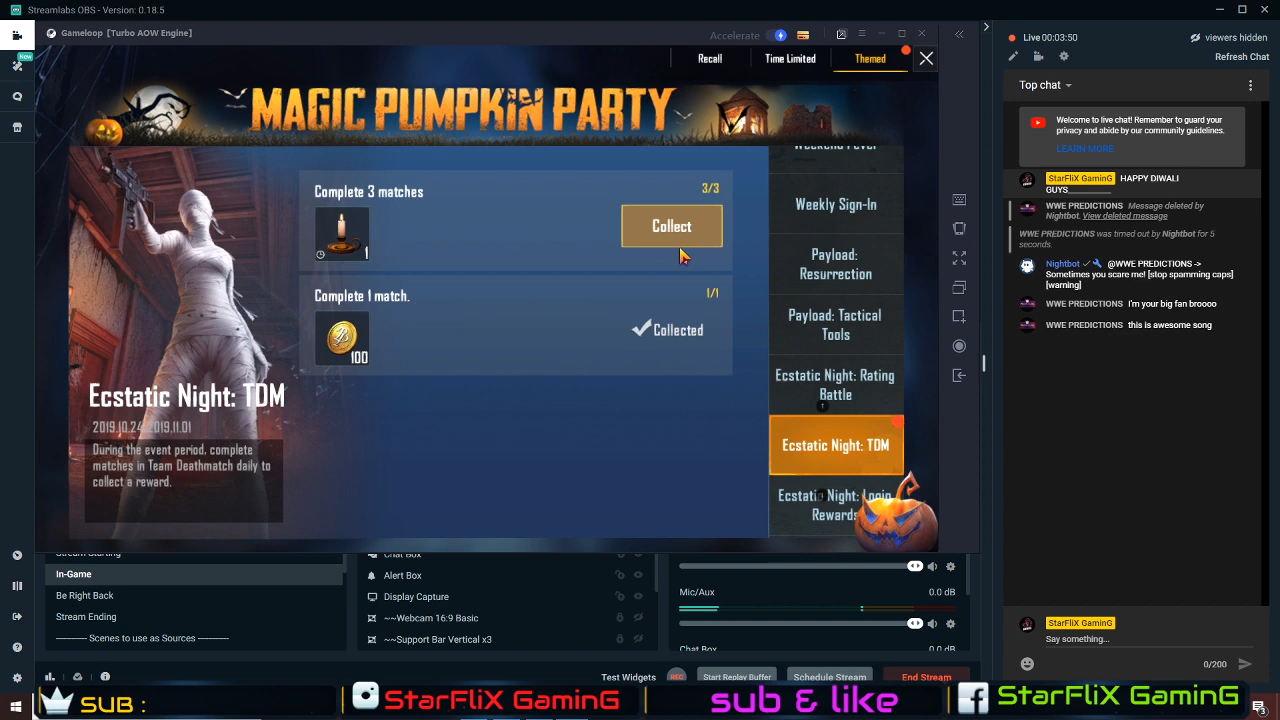 Streamlabs OBS - Version: 0.18.5
New
Gameloop [Turbo AOW Engine]
Accelerate
Recall
Time Limited
Themed
MAGIC PUMPKIN PARTY
Complete 3 matches
3/3
1
Collect
Complete 1 match.
1/1
100
Collected
Ecstatic Night: TDM
2019.10.24-2019.11.01
During the event period, complete
matches in Team Deathmatch daily to
collect a reward.
Weekend Fever
Weekly Sign-In
Payload:
Resurrection
Payload: Tactical
Tools
Ecstatic Night: Rating
Battle
Ecstatic Night: TDM
Ecstatic Night: Login
Rewards
Live 00:03:50
viewers hidden
Refresh Chat
Top chat
Welcome to live chat! Remember to guard your
privacy and abide by our community guidelines.
LEARN MORE
StarFliX GaminG HAPPY DIWALI
GUYS
WWE PREDICTIONS Message deleted by
Nightbot. View deleted message
WWE PREDICTIONS was timed out by Nightbot for 5
seconds.
Nightbot @WWE PREDICTIONS ->
Sometimes you scare me! [stop spamming caps]
[warning]
WWE PREDICTIONS I'm your big fan broooo
WWE PREDICTIONS this is awesome song
StarFliX GaminG
Say something...
0/200
Stream Starting
In-Game
Be Right Back
Stream Ending
---------- Scenes to use as Sources ----------
Chat Box
Alert Box
Display Capture
~~Webcam 16:9 Basic
~~Support Bar Vertical x3
Mic/Aux
0.0 dB
Chat Box
0.0 dB
Test Widgets
REC
Start Replay Buffer
Schedule Stream
End Stream
SUB :
StarFliX GaminG
sub & like
StarFliX GaminG